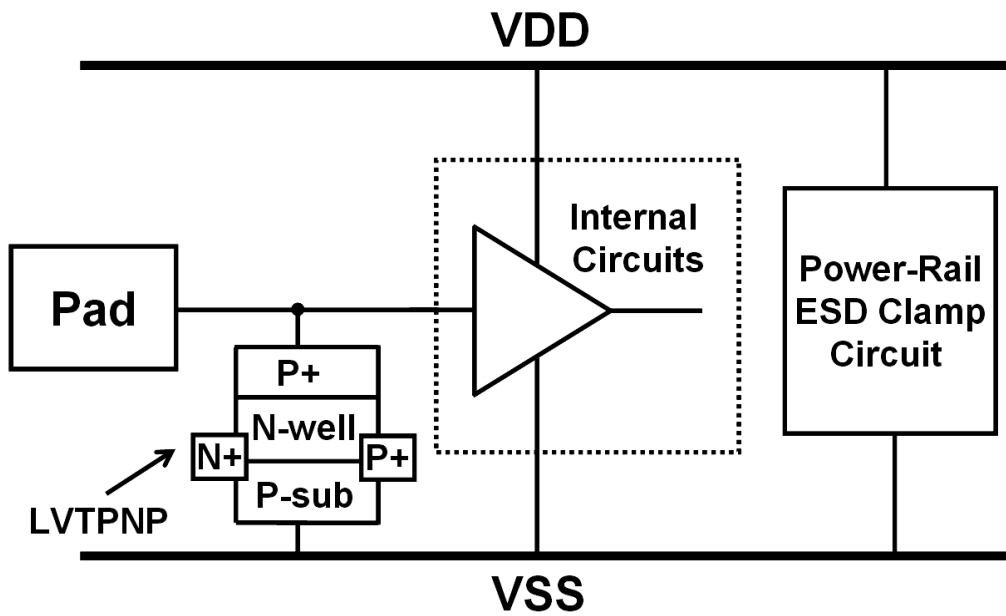 VDD
Internal
Circuits
Pad
Power-Rail
ESD Clamp
Circuit
P+
N-well
N+
P+
P-sub
LVTPNP
VSS